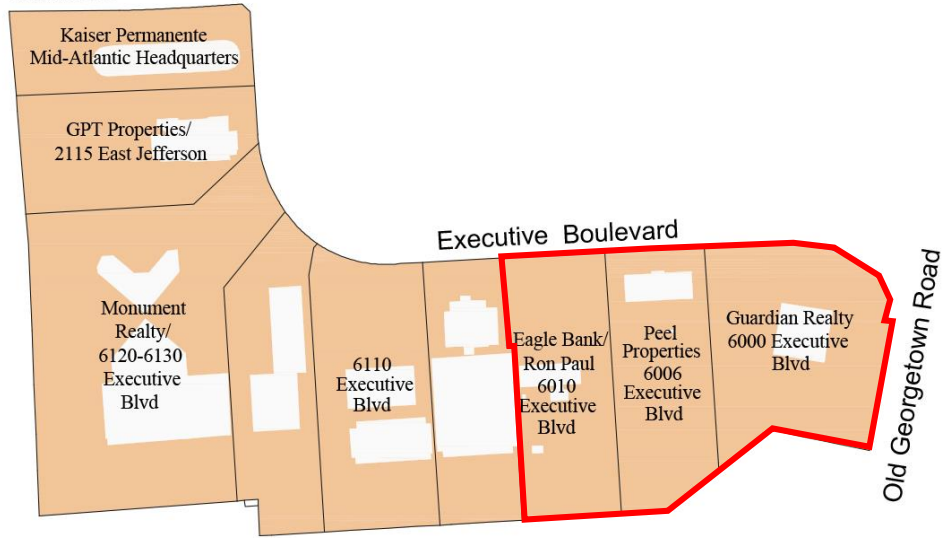 Kaiser Permanente
Mid-Atlantic Headquarters
GPT Properties/
2115 East Jefferson
Executive Boulevard
Old Georgetown Road
Monument
Realty/
6120-6130
Executive
Blvd
6110
Executive
Blvd
Eagle Bank/
Ron Paul
6010
Executive
Blvd
Peel
Properties
6006
Executive
Blvd
Guardian Realty
6000 Executive
Blvd